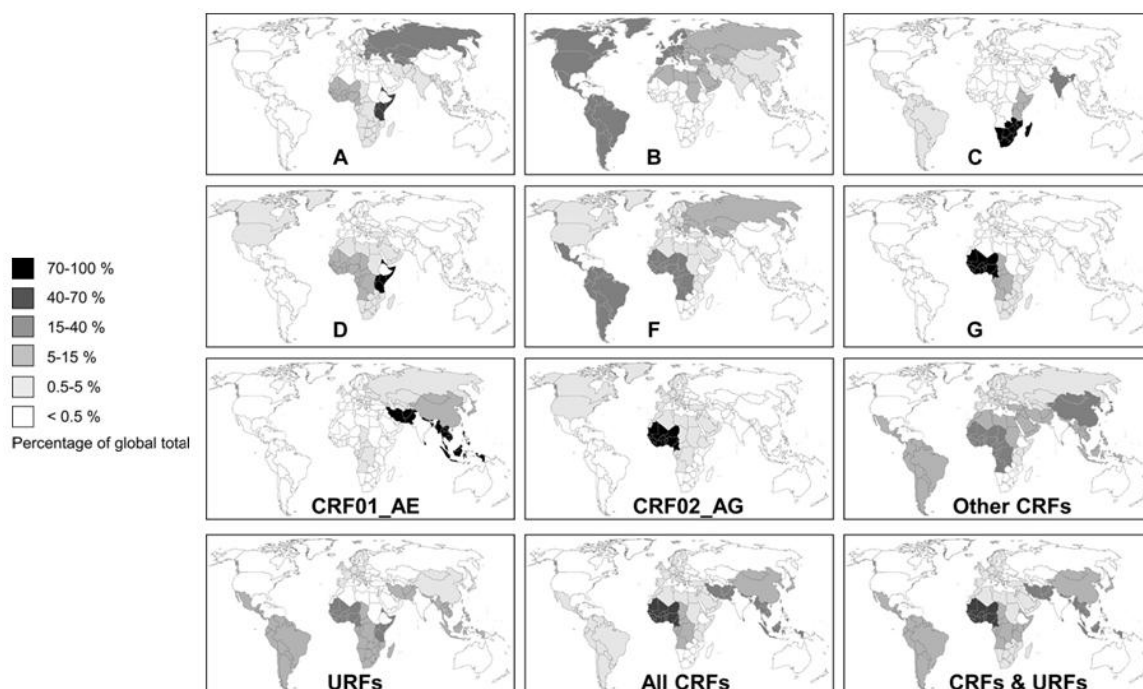 A
B
C
D
F
G
70-100 %
40-70 %
15-40 %
5-15 %
0.5-5 %
< 0.5 %
Percentage of global total
CRF01_AE
CRF02_AG
Other CRFs
URFs
All CRFs
CRFs & URFs